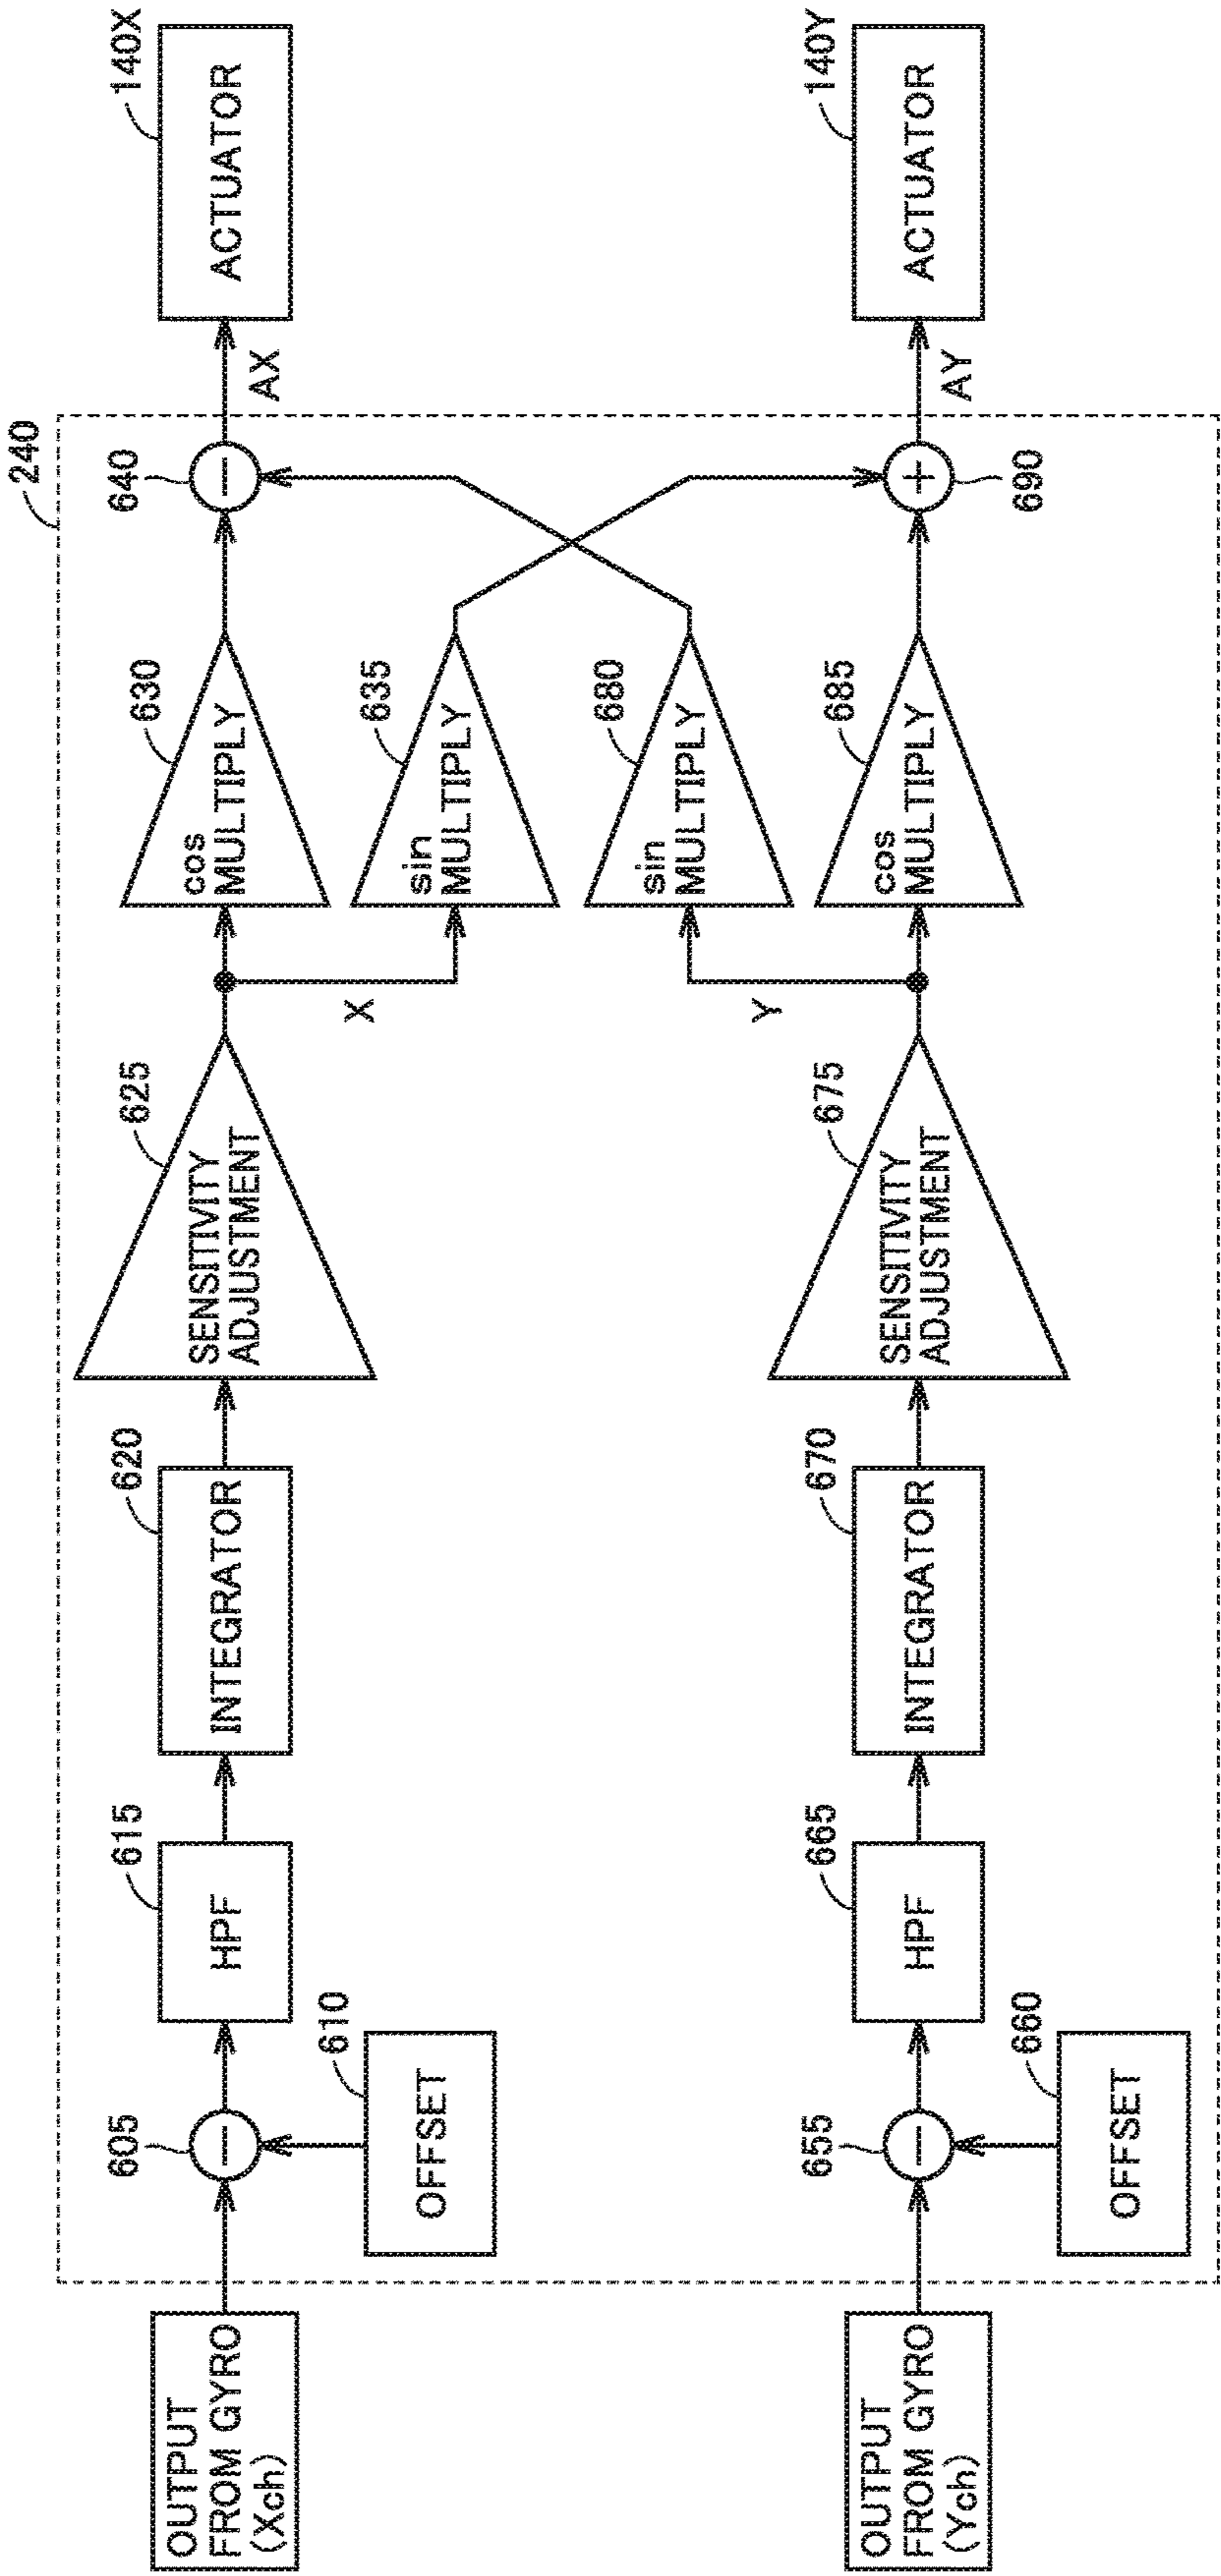 240
OUTPUT
FROM GYRO
(Xch)
605
610
OFFSET
615
HPF
620
INTEGRATOR
625
SENSITIVITY
ADJUSTMENT
X
630
cos
MULTIPLY
635
sin
MULTIPLY
640
−
−
AX
140X
ACTUATOR
OUTPUT
FROM GYRO
(Ych)
655
−
660
OFFSET
665
HPF
670
INTEGRATOR
675
SENSITIVITY
ADJUSTMENT
Y
680
sin
MULTIPLY
685
cos
MULTIPLY
690
+
AY
140Y
ACTUATOR